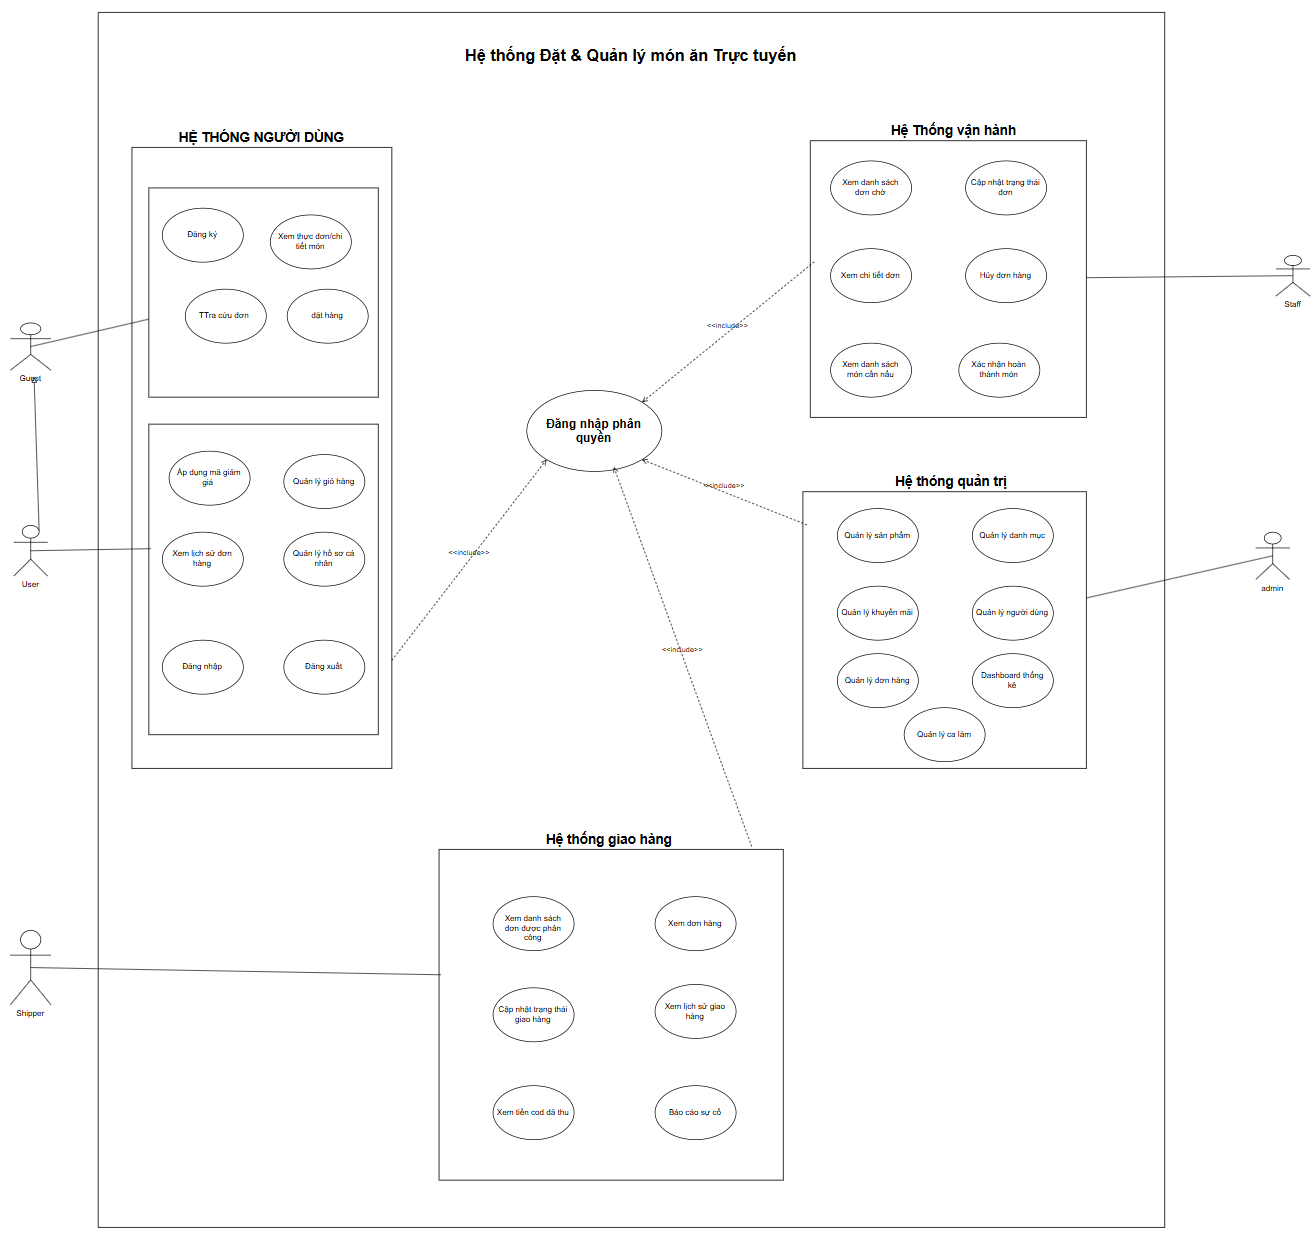 Hệ thống Đặt & Quản lý món ăn Trực tuyến
HỆ THỐNG NGƯỜI DÙNG
Đăng ký
Xem thực đơn/chi
tiết món
TTra cứu đơn
đặt hàng
Guest
Áp dụng mã giảm
giá
Quản lý giỏ hàng
Xem lịch sử đơn
hàng
Quản lý hồ sơ cá
nhân
Đăng nhập
Đăng xuất
User
<<include>>
Đăng nhập phân
quyền
<<include>>
<<include>>
<<include>>
Hệ Thống vận hành
Xem danh sách
đơn chờ
Cập nhật trạng thái
đơn
Xem chi tiết đơn
Hủy đơn hàng
Xem danh sách
món cần nấu
Xác nhận hoàn
thành món
Staff
Hệ thống quản trị
Quản lý sản phẩm
Quản lý danh mục
Quản lý khuyến mãi
Quản lý người dùng
Quản lý đơn hàng
Dashboard thống
kê
Quản lý ca làm
admin
Hệ thống giao hàng
Xem danh sách
đơn được phân
công
Xem đơn hàng
Cập nhật trạng thái
giao hàng
Xem lịch sử giao
hàng
Xem tiền cod đã thu
Báo cáo sự cố
Shipper